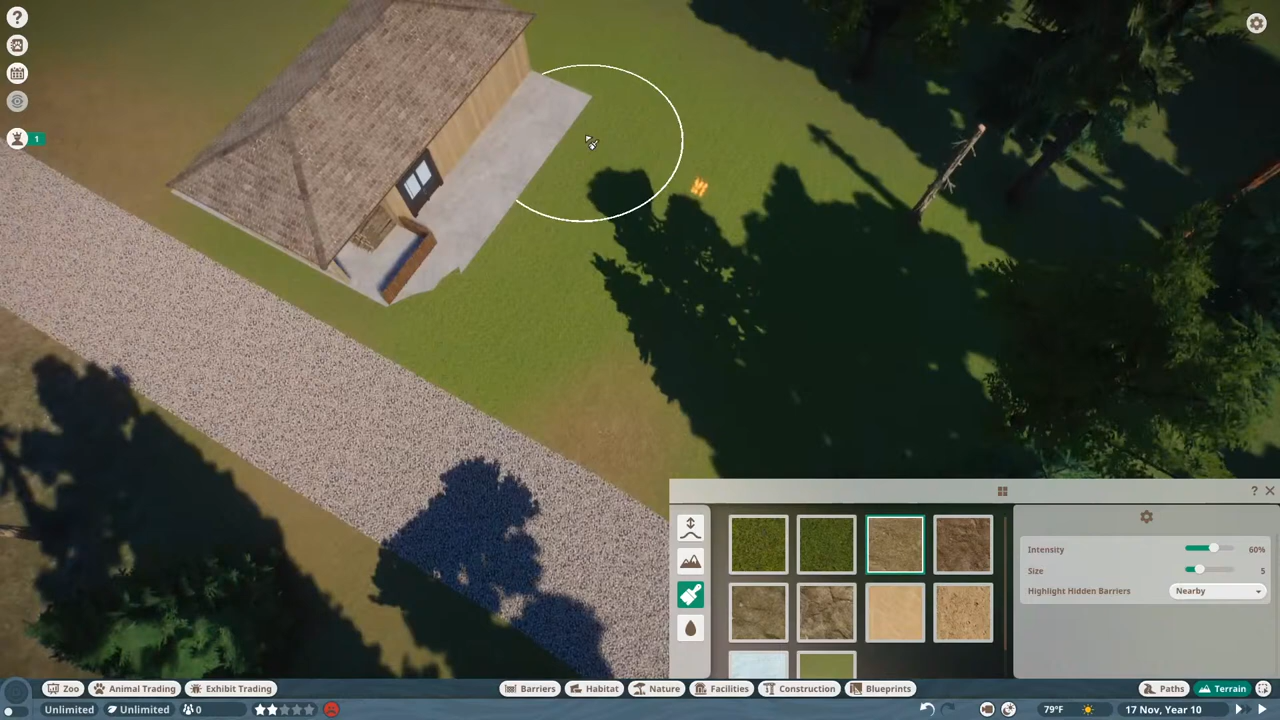 ?
1
?
Intensity 60%
Size 5
Highlight Hidden Barriers Nearby
Zoo Animal Trading Exhibit Trading Barriers Habitat Nature Facilities Construction Blueprints Paths Terrain
Unlimited Unlimited 0 79°F 17 Nov, Year 10